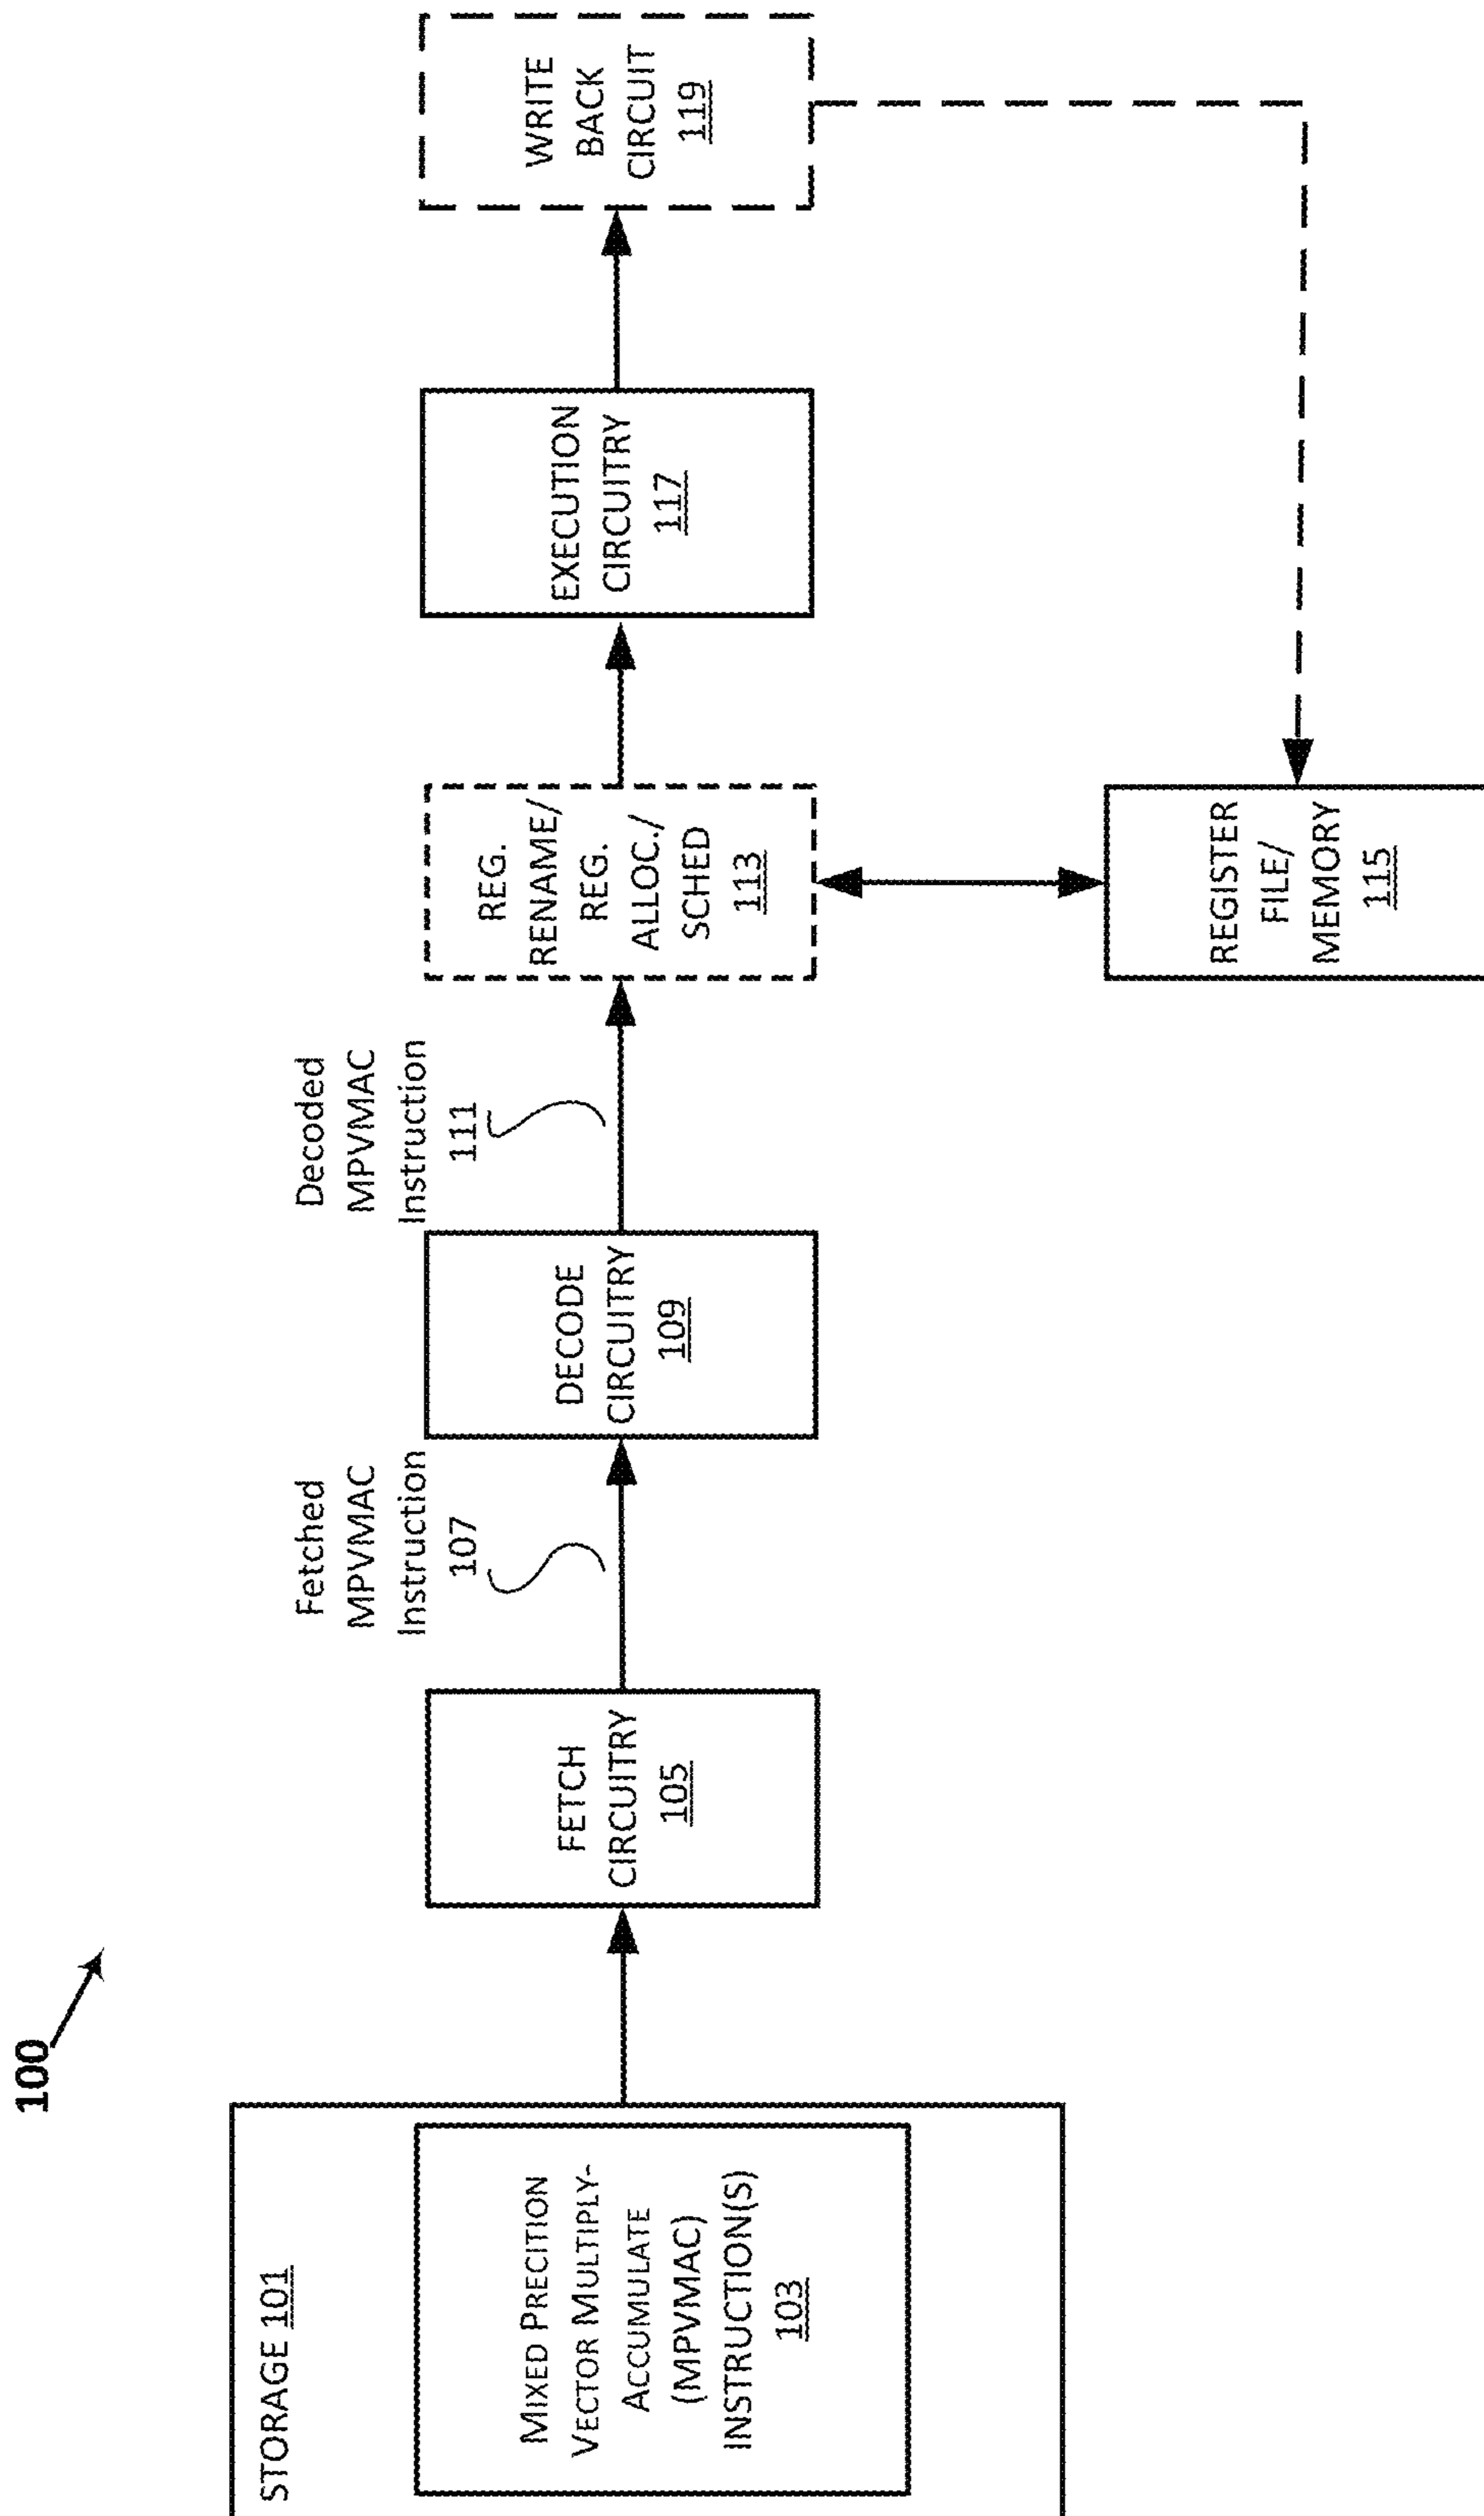 100
STORAGE 101
MIXED PRECITION
VECTOR MULTIPLY-
ACCUMULATE
(MPVMAC)
INSTRUCTION(S)
103
FETCH
CIRCUITRY
105
Fetched
MPVMAC
Instruction
107
DECODE
CIRCUITRY
109
Decoded
MPVMAC
Instruction
111
REG.
RENAME/
REG.
ALLOC./
SCHED
113
REGISTER
FILE/
MEMORY
115
EXECUTION
CIRCUITRY
117
WRITE
BACK
CIRCUIT
119